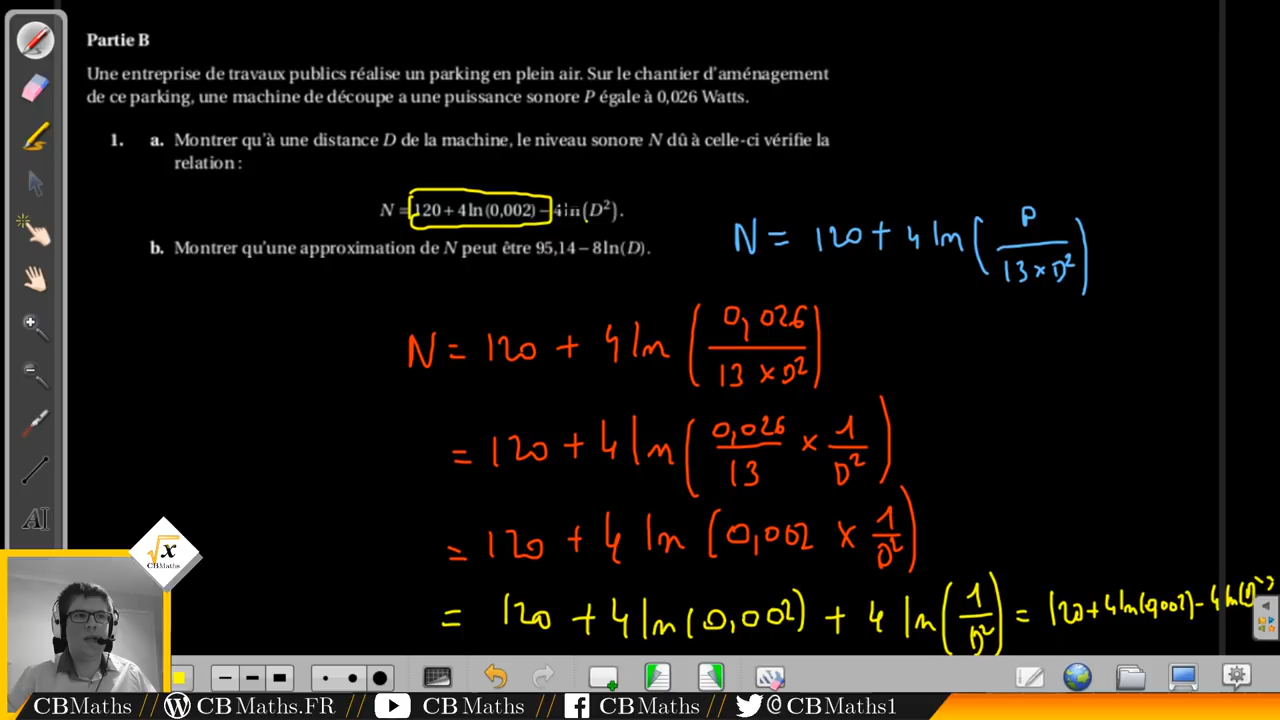 Partie B
Une entreprise de travaux publics réalise un parking en plein air. Sur le chantier d'aménagement
de ce parking, une machine de découpe a une puissance sonore P égale à 0,026 Watts.
1. a. Montrer qu'à une distance D de la machine, le niveau sonore N dû à celle-ci vérifie la
relation :
N = 120 + 4 ln(0,002) − 4 ln(D²).
b. Montrer qu'une approximation de N peut être 95,14 − 8 ln(D).
N = 120 + 4 ln(P / 13 × D²)
N = 120 + 4 ln(0,026 / 13 × D²)
= 120 + 4 ln(0,026 / 13 × 1 / D²)
= 120 + 4 ln(0,002 × 1 / D²)
= 120 + 4 ln(0,002) + 4 ln(1 / D²) = 120 + 4 ln(0,002) − 4 ln(D²)
AI
√x
CBMaths
CBMaths CBMaths.FR CBMaths CBMaths @CBMaths1